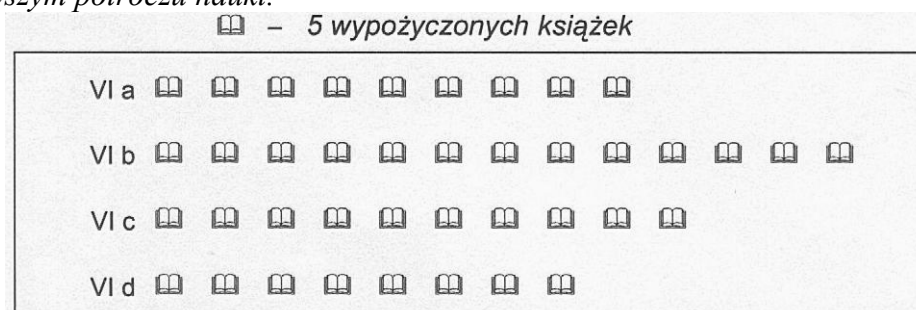 szym półroczu nauki.
– 5 wypożyczonych książek
VI a
VI b
VI c
VI d